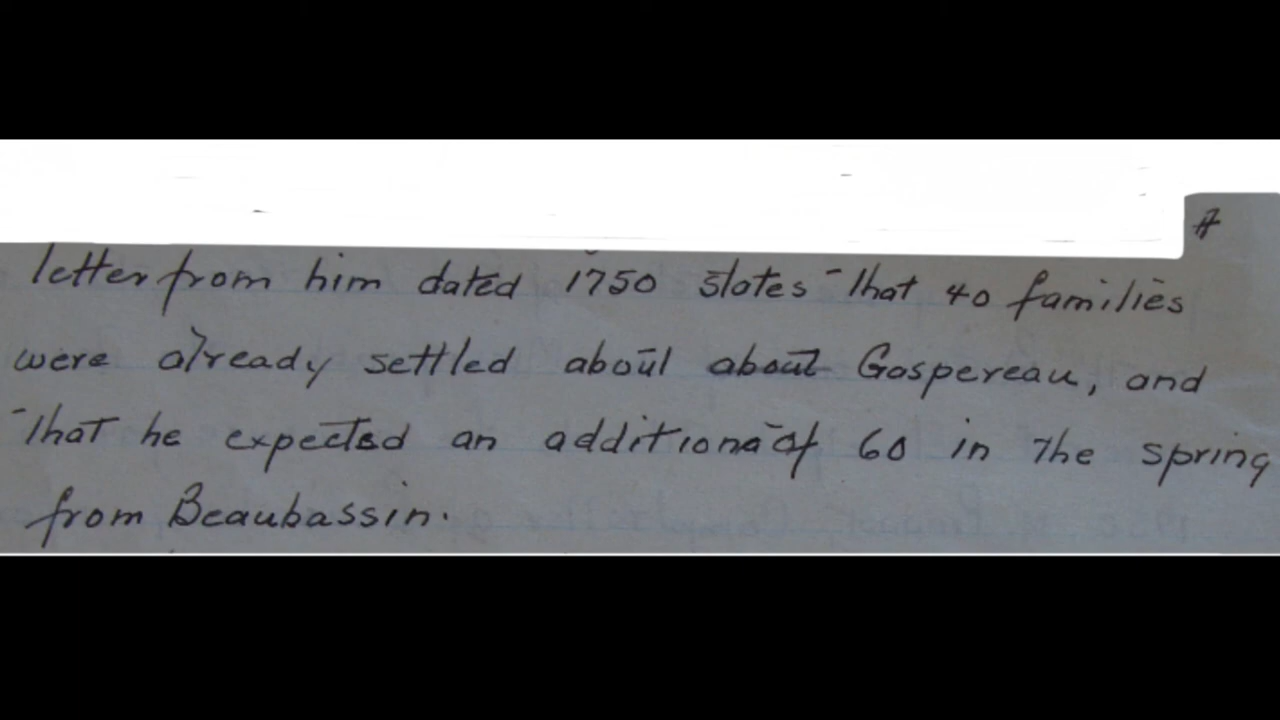 A
letter from him dated 1750 states that 40 families
were already settled about about Gaspereau, and
that he expected an additional of 60 in the spring
from Beaubassin.